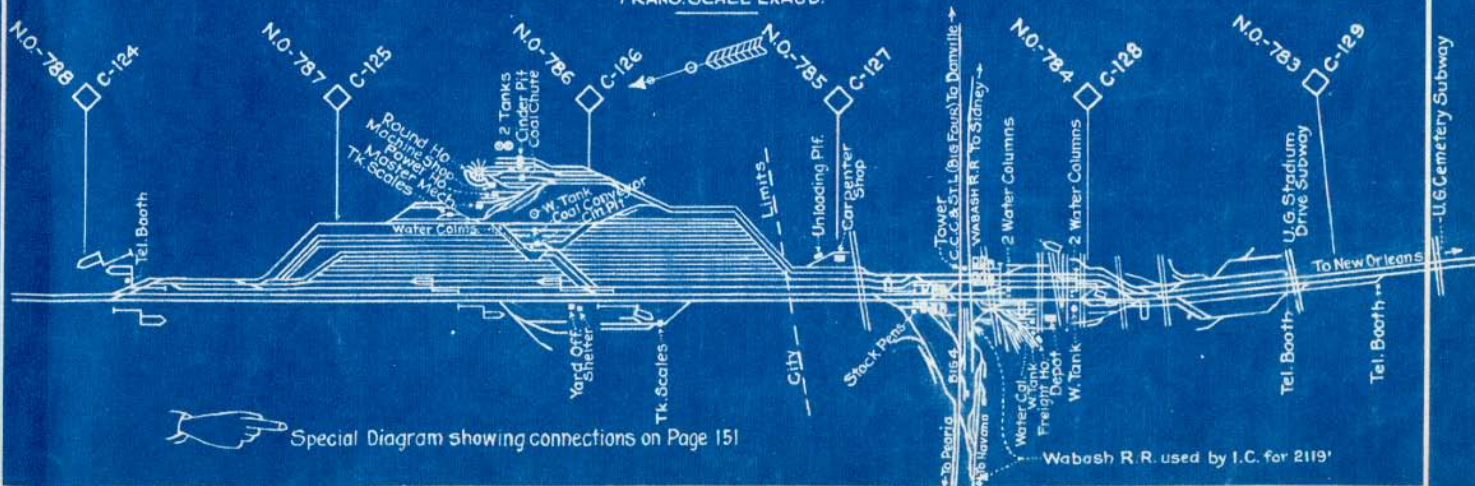 TRANS. SCALE EXAG'D.
N.O.-788
C-124
N.O.-787
C-125
N.O.-786
C-126
N.O.-785
C-127
N.O.-784
C-128
N.O.-783
C-129
Tel. Booth
Round Ho.
Machine Shop
Power Ho.
Master Mech.
Tk. Scales
2 Tanks
Cinder Pit
Coal Chute
W. Tank
Coal Conveyor
Cin Pit
Water Colms.
City Limits
Unloading Plf.
Carpenter
Shop
Tower
C.C.C. & ST. L. (BIG FOUR) To Danville
WABASH R.R. To Sidney
2 Water Columns
2 Water Columns
U.G. Stadium
Drive Subway
U.G. Cemetery Subway
To New Orleans
Yard Off.
Shelter
Tk. Scales
Stock Pens
BIG 4
To Peoria
To Havana
Water Col.
W. Tank
Freight Ho.
Depot
W. Tank
Tel. Booth
Tel. Booth
Special Diagram showing connections on Page 151
Wabash R.R. used by I.C. for 2119'